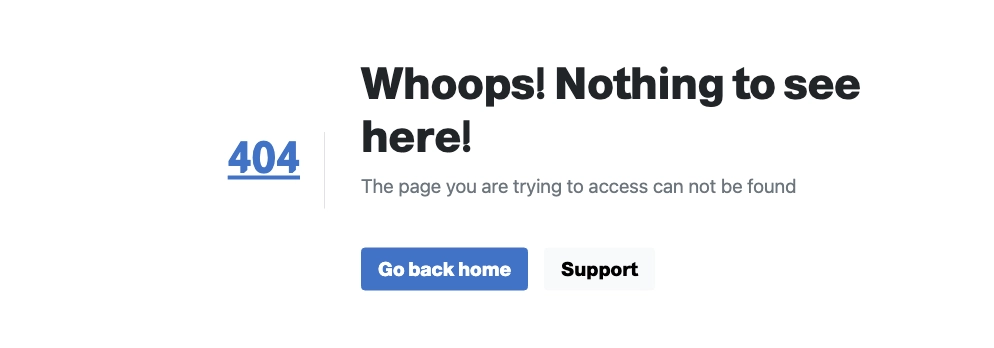 404
Whoops! Nothing to see
here!
The page you are trying to access can not be found
Go back home
Support